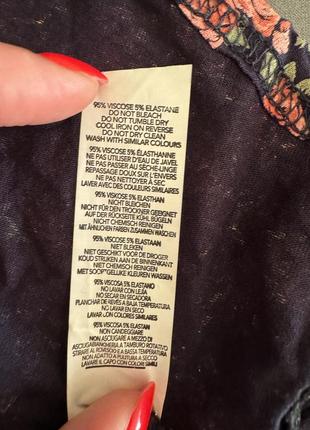 95% VISCOSE 5% ELASTANE
DO NOT BLEACH
DO NOT TUMBLE DRY
COOL IRON ON REVERSE
DO NOT DRY CLEAN
WASH WITH SIMILAR COLOURS
95% VISCOSE 5% ELASTHANNE
NE PAS UTILISER D'EAU DE JAVEL
NE PAS METTRE AU SÈCHE-LINGE
REPASSAGE DOUX SUR L'ENVERS
NE PAS NETTOYER À SEC
LAVER AVEC DES COULEURS SIMILAIRES
95% VISKOSE 5% ELASTHAN
NICHT BLEICHEN
NICHT FÜR DEN TROCKNER GEEIGNET
AUF DER RÜCKSEITE KÜHL BÜGELN
NICHT CHEMISCH REINIGEN
MIT ÄHNLICHEN FARBEN ZUSAMMEN WASCHEN
95% VISCOSE 5% ELASTAAN
NIET BLEKEN
NIET GESCHIKT VOOR DE DROGER
KOUD STRIJKEN AAN DE BINNENKANT
NIET CHEMISCH REINIGEN
MET SOORTGELIJKE KLEUREN WASSEN
95% VISCOSA 5% ELASTANO
NO LAVAR CON LEJÍA
NO SECAR EN SECADORA
PLANCHAR DE REVÉS A BAJA TEMPERATURA
NO LAVAR EN SECO
LAVAR CON COLORES SIMILARES
95% VISCOSA 5% ELASTAN
NON CANDEGGIARE
NON ASCIUGARE A MEZZO DI
ASCIUGABIANCHERIA A TAMBURO ROTATIVO
STIRARE AL ROVESCIO E A BASSA TEMPERATURA
NON ADATTO A PULITURA A SECCO
LAVARE IL CAPO CON COLORI SIMILI